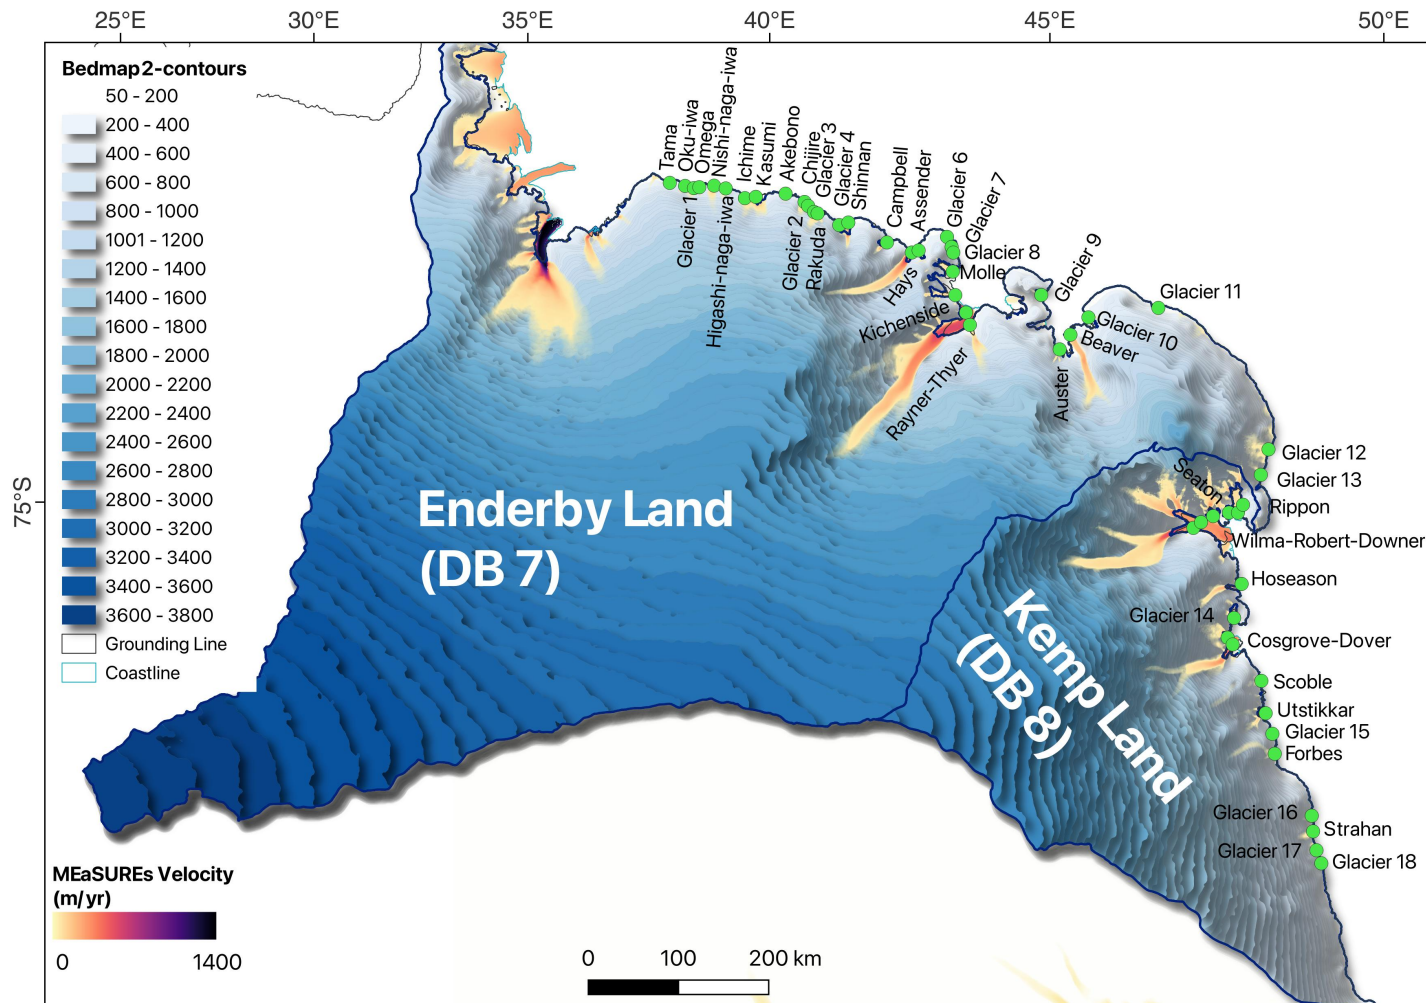 25°E
30°E
35°E
40°E
45°E
50°E
75°S
Bedmap2-contours
50 - 200
200 - 400
400 - 600
600 - 800
800 - 1000
1001 - 1200
1200 - 1400
1400 - 1600
1600 - 1800
1800 - 2000
2000 - 2200
2200 - 2400
2400 - 2600
2600 - 2800
2800 - 3000
3000 - 3200
3200 - 3400
3400 - 3600
3600 - 3800
Grounding Line
Coastline
MEaSUREs Velocity
(m/yr)
0
1400
Tama
Oku-iwa
Omega
Nishi-naga-iwa
Ichime
Kasumi
Akebono
Chijire
Glacier 3
Glacier 4
Shinnan
Campbell
Assender
Glacier 6
Glacier 7
Glacier 8
Molle
Glacier 1
Higashi-naga-iwa
Glacier 2
Rakuda
Hays
Kichenside
Rayner-Thyer
Glacier 9
Glacier 10
Beaver
Auster
Glacier 11
Glacier 12
Glacier 13
Seaton
Rippon
Wilma-Robert-Downer
Hoseason
Glacier 14
Cosgrove-Dover
Scoble
Utstikkar
Glacier 15
Forbes
Glacier 16
Strahan
Glacier 17
Glacier 18
Enderby Land
(DB 7)
Kemp Land
(DB 8)
0
100
200 km